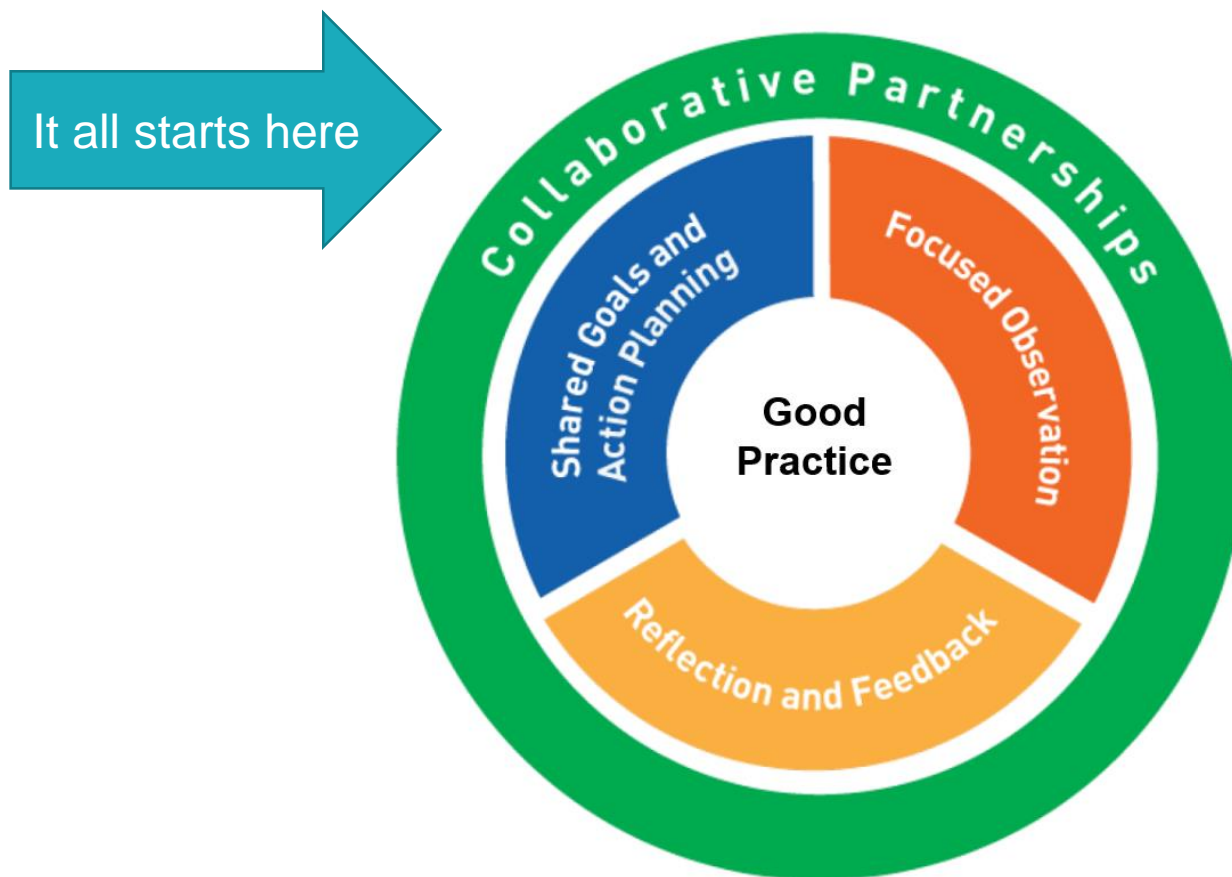 It all starts here
Collaborative Partnerships
Shared Goals and
Action Planning
Focused Observation
Good
Practice
Reflection and Feedback